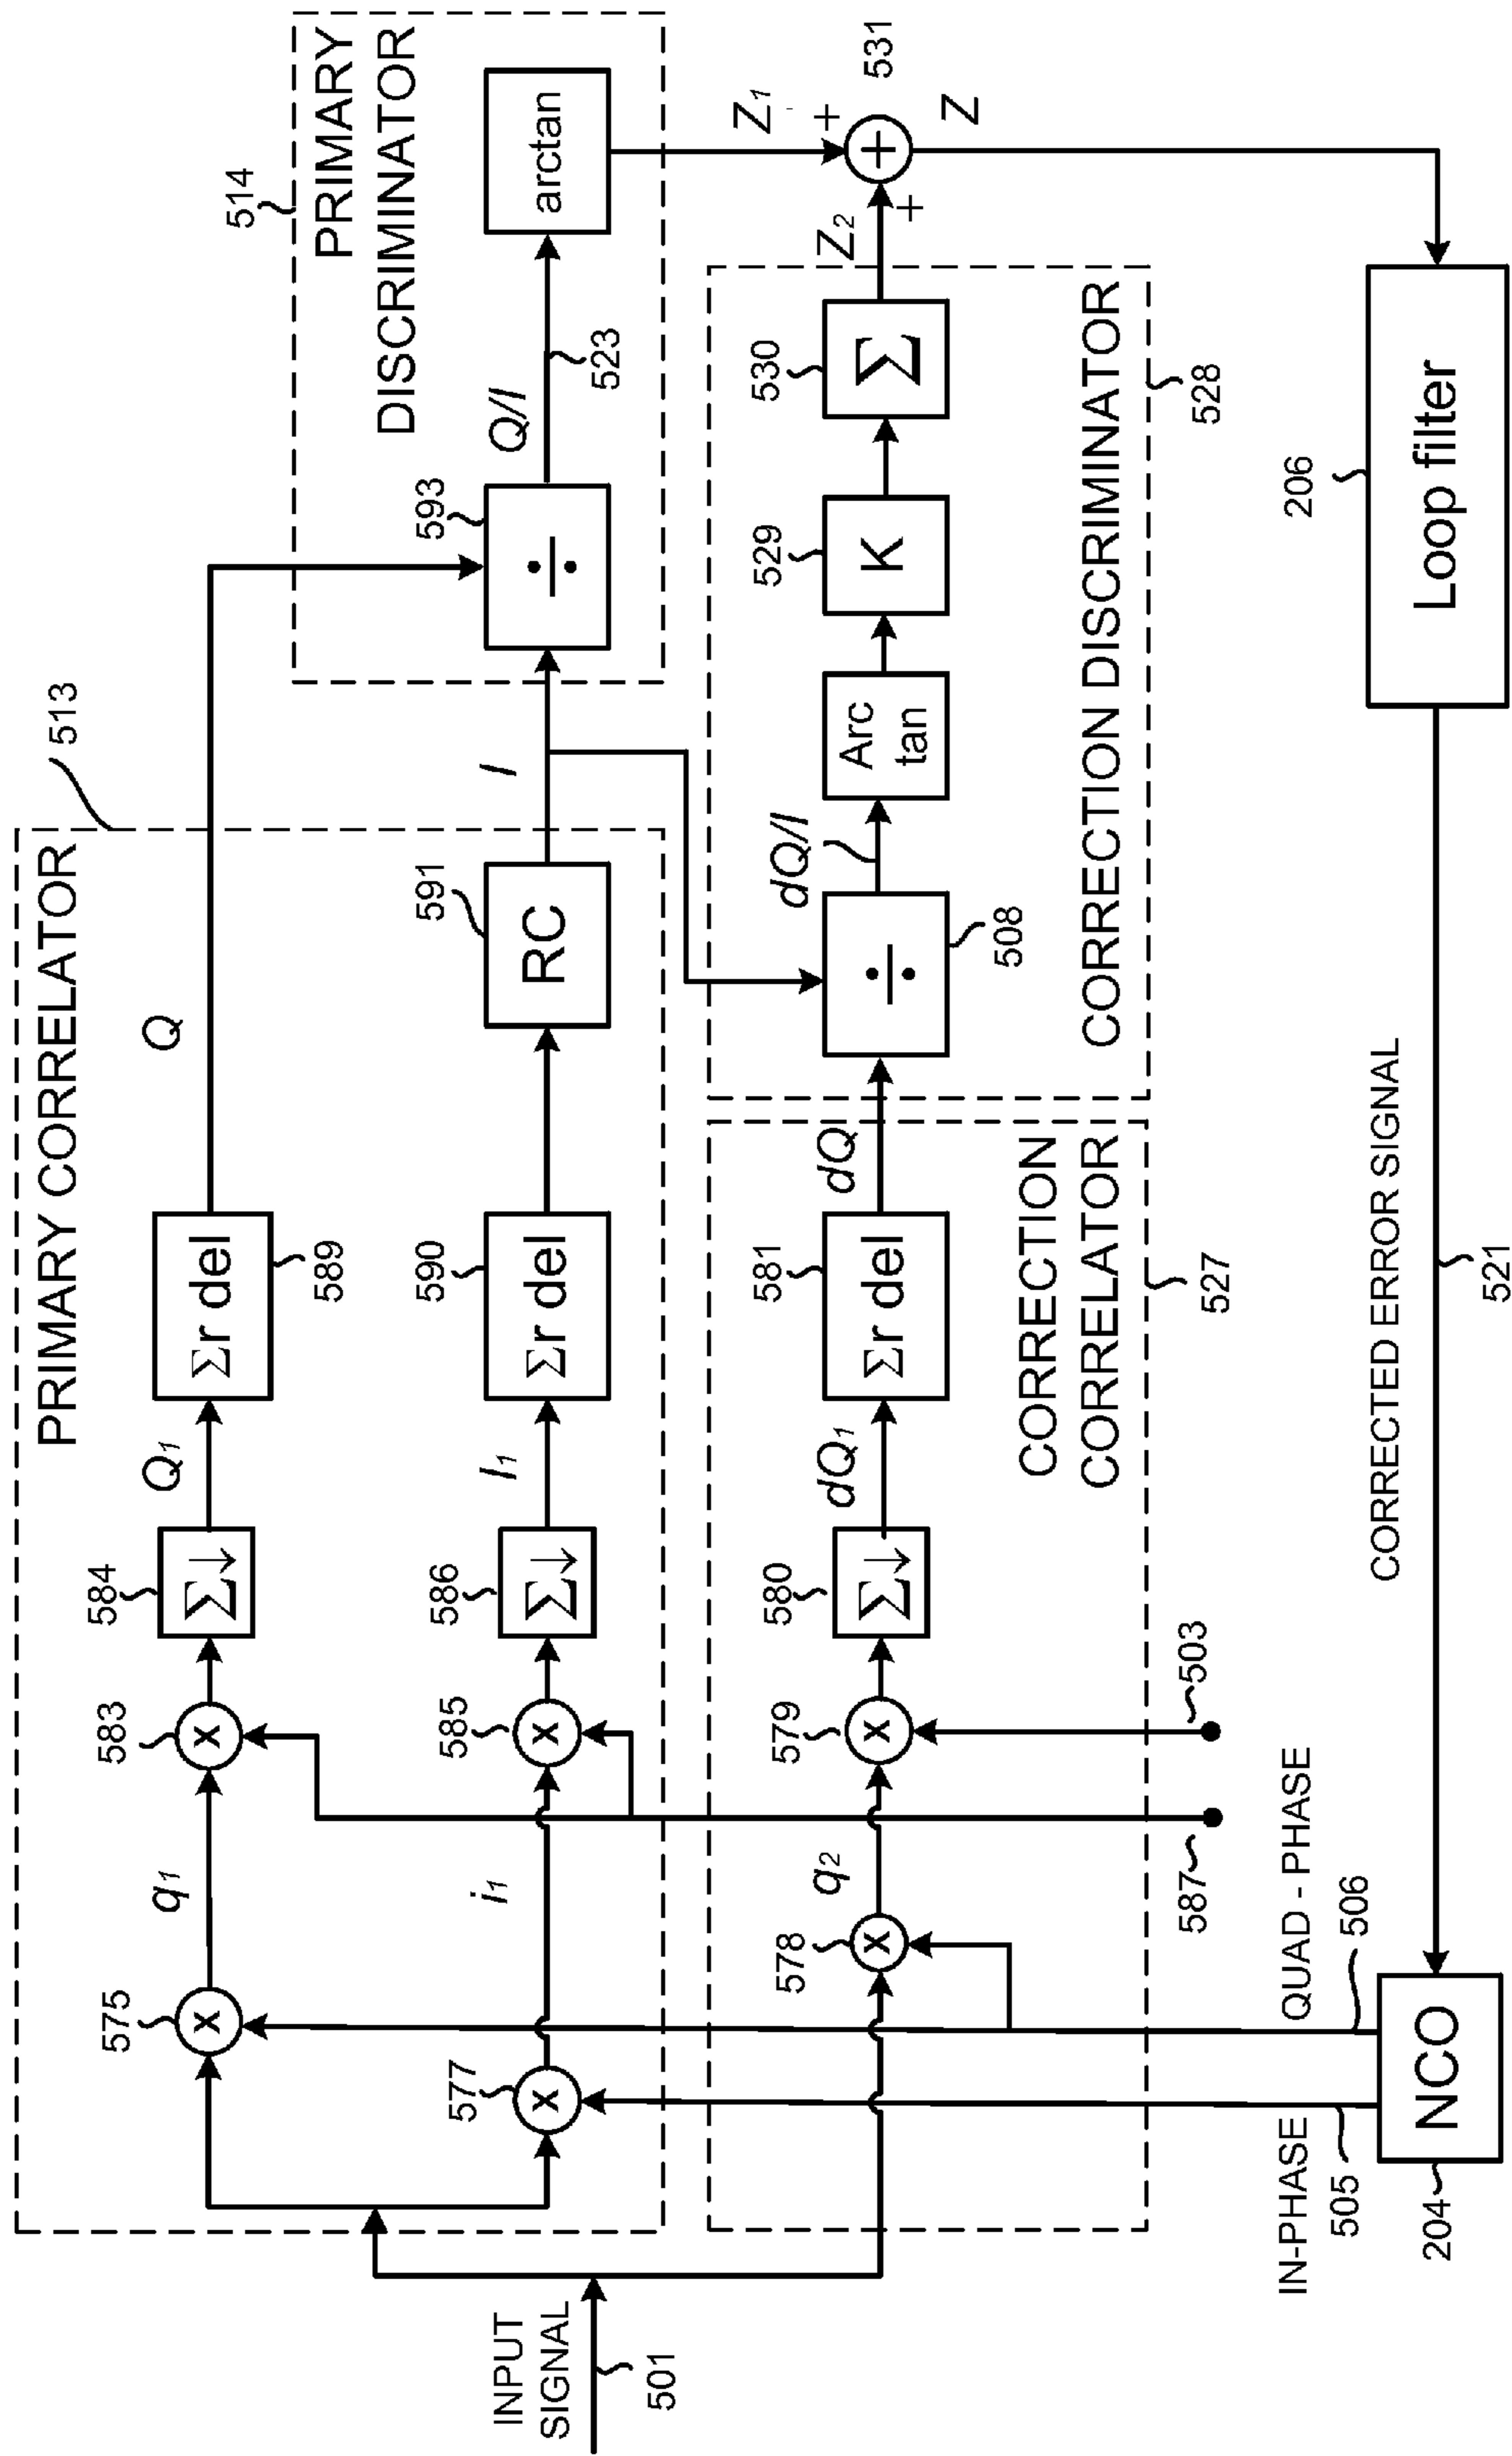 PRIMARY CORRELATOR
513
514
PRIMARY
DISCRIMINATOR
575
q1
583
584
Σ↓
Q1
Σr del
589
Q
593
÷
Q/I
523
arctan
577
i1
585
586
Σ↓
I1
590
Σr del
591
RC
I
Z1
+
+
531
INPUT
SIGNAL
501
578
q2
579
580
Σ↓
dQ1
581
Σr del
dQ
÷
508
dQ/I
Arc
tan
529
K
530
Σ
Z2
+
Z
CORRECTION
CORRELATOR
527
CORRECTION DISCRIMINATOR
528
587
503
IN-PHASE
505
QUAD - PHASE
506
204
NCO
CORRECTED ERROR SIGNAL
521
206
Loop filter
x
x
x
x
x
x